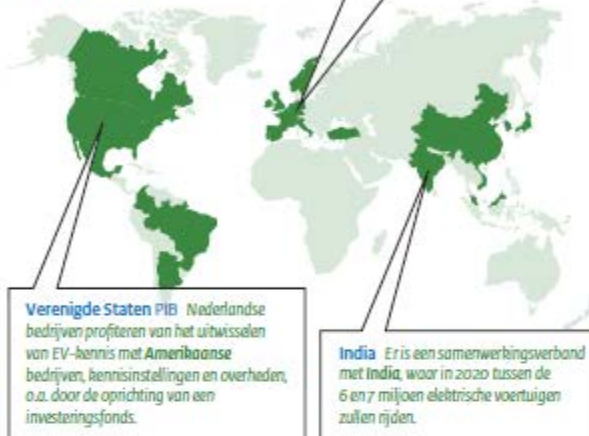 Verenigde Staten PIB Nederlandse
bedrijven profiteren van het uitwisselen
van EV-kennis met Amerikaanse
bedrijven, kennisinstellingen en overheden,
o.a. door de oprichting van een
investeringsfonds.
India Er is een samenwerkingsverband
met India, waar in 2020 tussen de
6 en 7 miljoen elektrische voertuigen
zullen rijden.